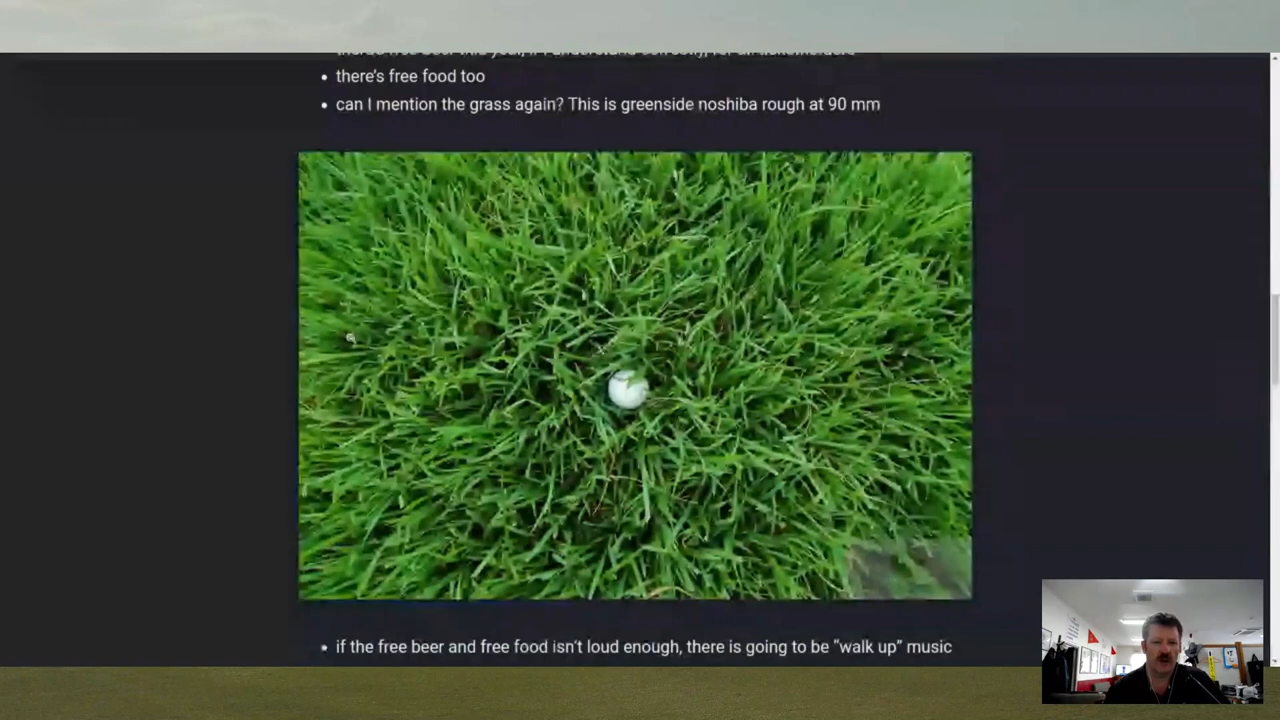 there's free food too
can I mention the grass again? This is greenside noshiba rough at 90 mm
if the free beer and free food isn't loud enough, there is going to be “walk up” music